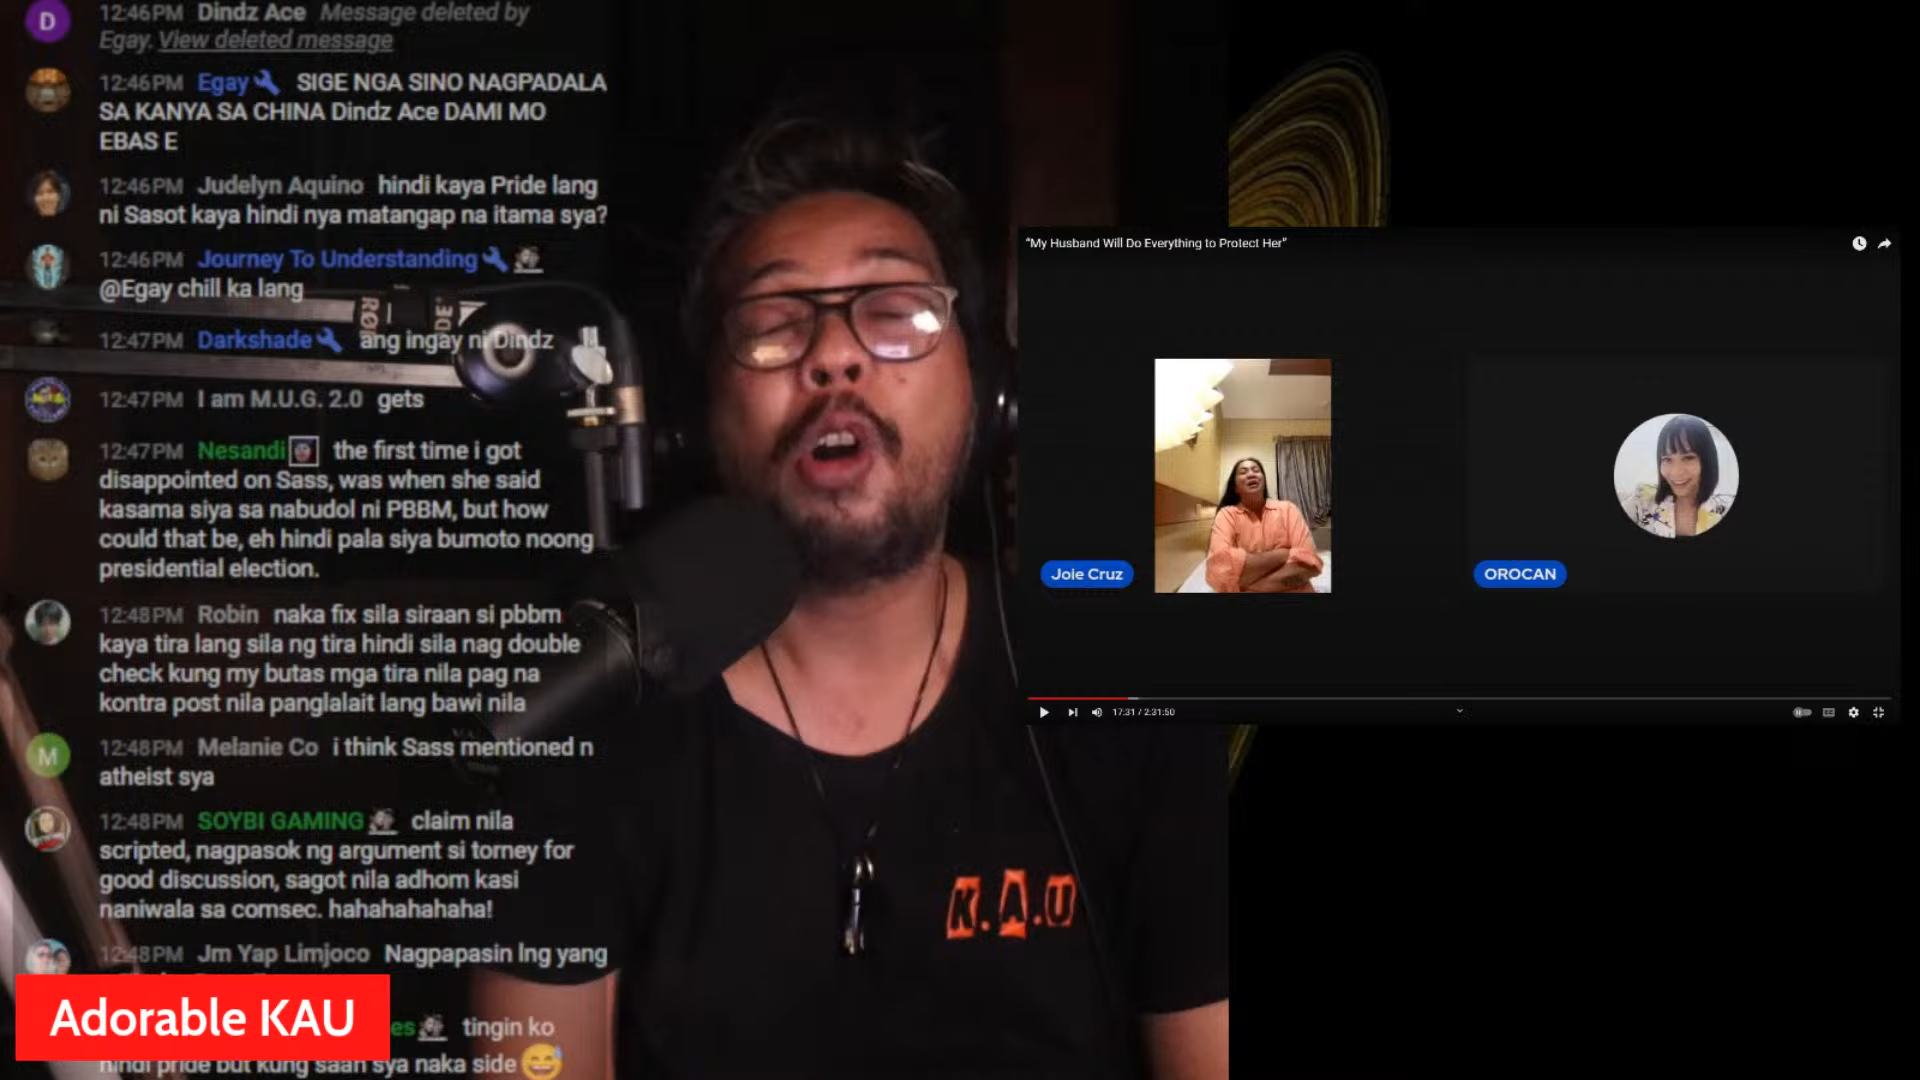 D
12:46PM Dindz Ace Message deleted by
Egay. View deleted message
12:46PM Egay SIGE NGA SINO NAGPADALA
SA KANYA SA CHINA Dindz Ace DAMI MO
EBAS E
12:46PM Judelyn Aquino hindi kaya Pride lang
ni Sasot kaya hindi nya matangap na itama sya?
12:46PM Journey To Understanding
@Egay chill ka lang
12:47PM Darkshade ang ingay ni Dindz
12:47PM I am M.U.G. 2.0 gets
12:47PM Nesandi the first time i got
disappointed on Sass, was when she said
kasama siya sa nabudol ni PBBM, but how
could that be, eh hindi pala siya bumoto noong
presidential election.
12:48PM Robin naka fix sila siraan si pbbm
kaya tira lang sila ng tira hindi sila nag double
check kung my butas mga tira nila pag na
kontra post nila panglalait lang bawi nila
M
12:48PM Melanie Co i think Sass mentioned n
atheist sya
12:48PM SOYBI GAMING claim nila
scripted, nagpasok ng argument si torney for
good discussion, sagot nila adhom kasi
naniwala sa comsec. hahahahahaha!
12:48PM Jm Yap Limjoco Nagpapasin lng yang
es tingin ko
hindi pride but kung saan sya naka side
Adorable KAU
RØ
DE
K.A.U
“My Husband Will Do Everything to Protect Her”
Joie Cruz
OROCAN
17:31 / 2:31:50